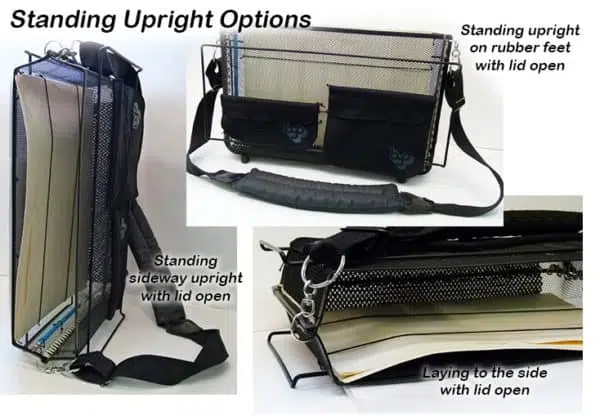 Standing Upright Options
Standing upright
on rubber feet
with lid open
Standing
sideway upright
with lid open
Laying to the side
with lid open